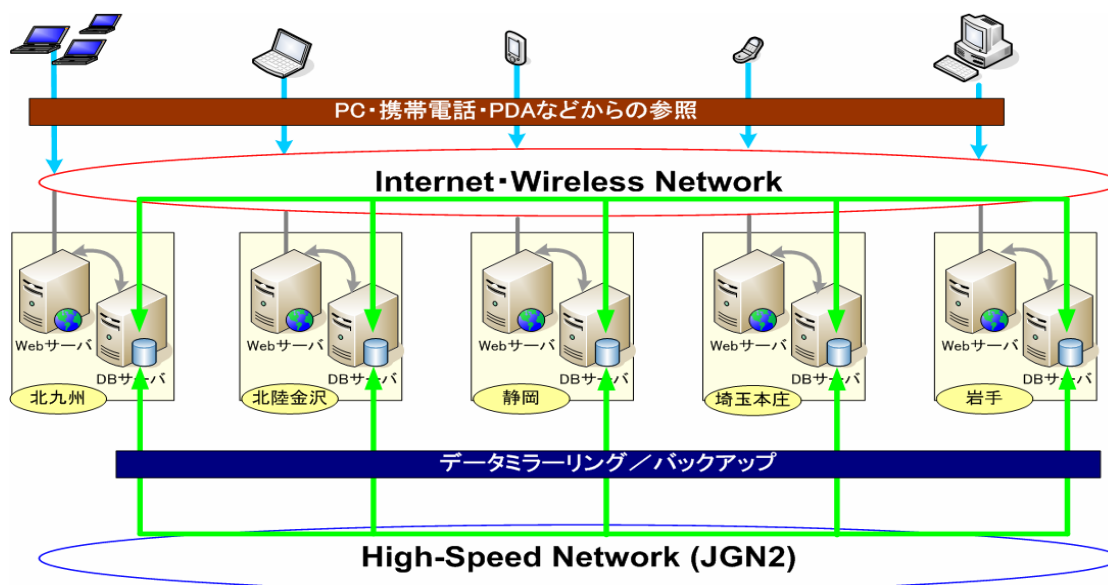 PC・携帯電話・PDAなどからの参照
Internet・Wireless Network
Webサーバ
DBサーバ
北九州
Webサーバ
DBサーバ
北陸金沢
Webサーバ
DBサーバ
静岡
Webサーバ
DBサーバ
埼玉本庄
Webサーバ
DBサーバ
岩手
データミラーリング／バックアップ
High-Speed Network (JGN2)